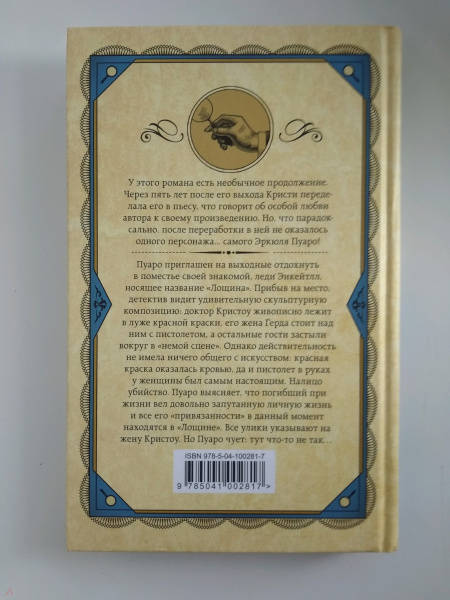 У этого романа есть необычное продолжение.
Через пять лет после его выхода Кристи переде-
лала его в пьесу, что говорит об особой любви
автора к своему произведению. Но, что парадок-
сально, после переработки в ней не оказалось
одного персонажа... самого Эркюля Пуаро!
Пуаро приглашен на выходные отдохнуть
в поместье своей знакомой, леди Энкейтлл,
носящее название «Лощина». Прибыв на место,
детектив видит удивительную скульптурную
композицию: доктор Кристоу живописно лежит
в луже красной краски, его жена Герда стоит над
ним с пистолетом, а остальные гости застыли
вокруг в «немой сцене». Однако действительность
не имела ничего общего с искусством: красная
краска оказалась кровью, да и пистолет в руках
у женщины был самым настоящим. Налицо
убийство. Пуаро выясняет, что погибший при
жизни вел довольно запутанную личную жизнь
и все его «привязанности» в данный момент
находятся в «Лощине». Все улики указывают на
жену Кристоу. Но Пуаро чует: тут что-то не так...
ISBN 978-5-04-100281-7
9 785041 002817 >